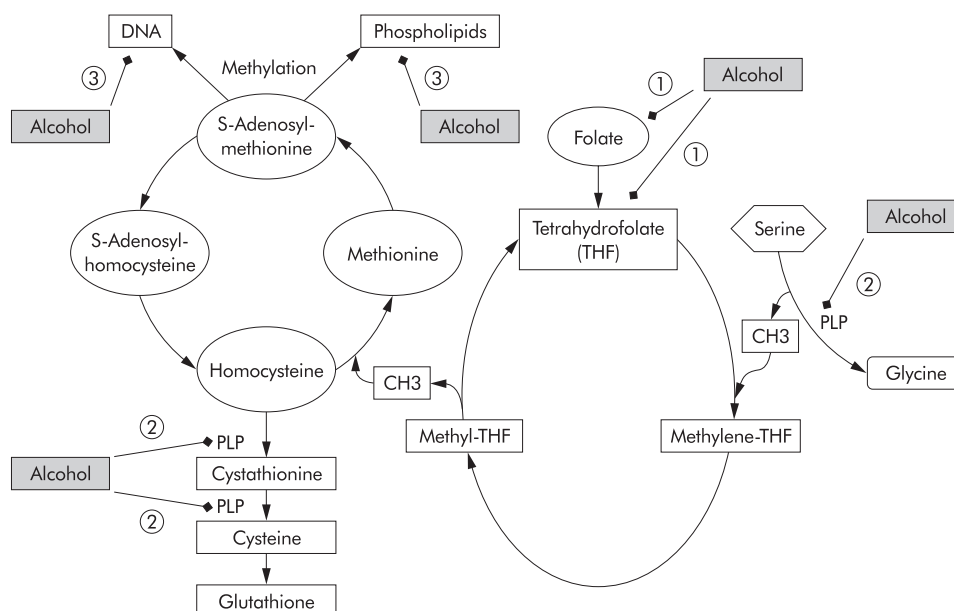 DNA
Phospholipids
Methylation
③
③
Alcohol
Alcohol
S-Adenosyl-
methionine
①
Alcohol
Folate
①
S-Adenosyl-
homocysteine
Methionine
Tetrahydrofolate
(THF)
Serine
Alcohol
②
PLP
CH3
Glycine
Homocysteine
CH3
Methyl-THF
Methylene-THF
②
PLP
Alcohol
Cystathionine
PLP
②
Cysteine
Glutathione